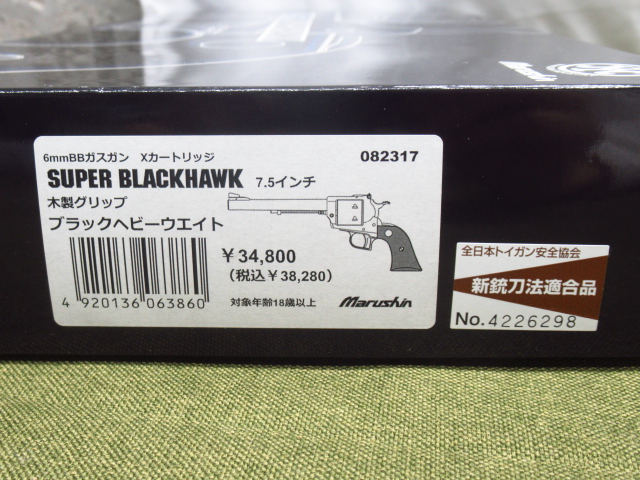 6mmBBガスガン Xカートリッジ 082317
SUPER BLACKHAWK 7.5インチ
木製グリップ
ブラックヘビーウエイト
￥34,800
(税込￥38,280)
4 920136 063860
対象年齢18歳以上 Marushin
全日本トイガン安全協会
新銃刀法適合品
No.4226298